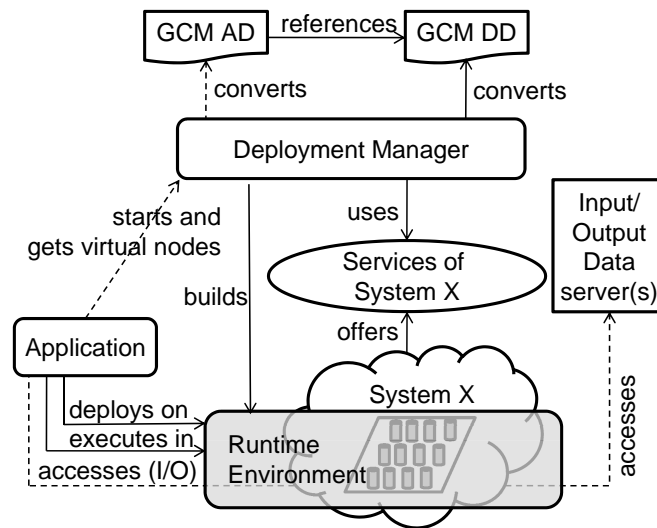 GCM AD
references
GCM DD
converts
converts
Deployment Manager
starts and
gets virtual nodes
uses
Input/
Output
Data
server(s)
Services of
System X
builds
offers
Application
System X
deploys on
executes in
accesses (I/O)
Runtime
Environment
accesses